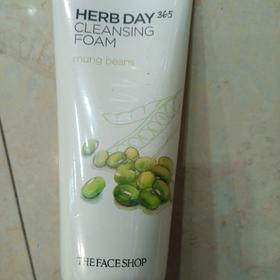 HERB DAY 365
CLEANSING
FOAM
mung beans
THE FACE SHOP